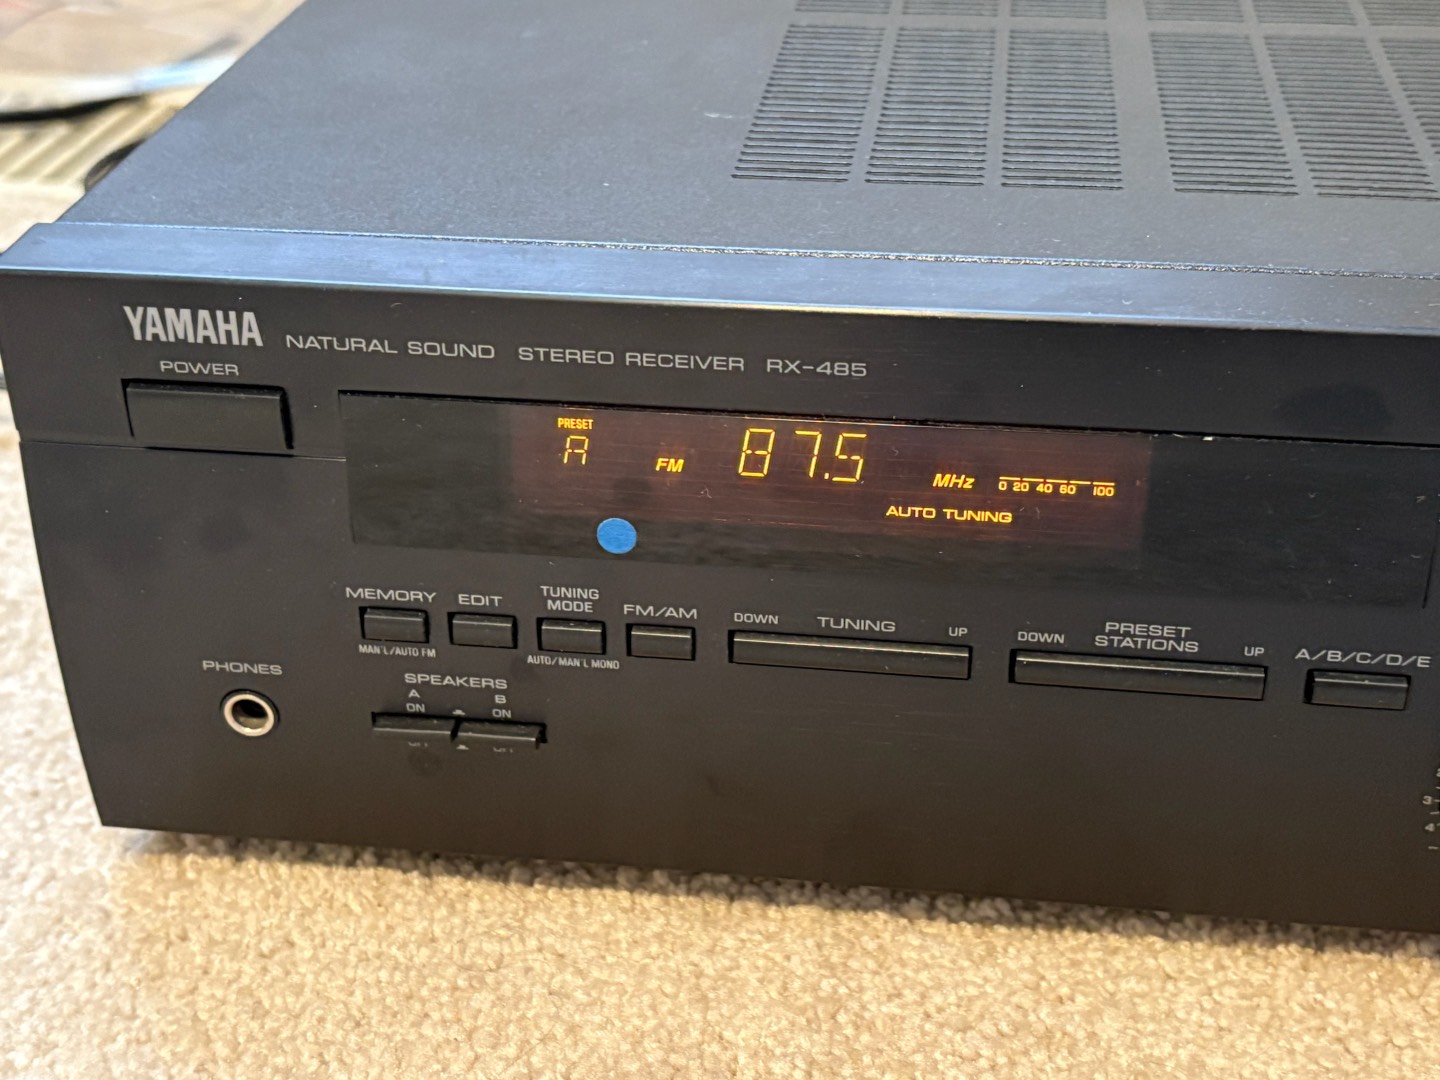 YAMAHA NATURAL SOUND STEREO RECEIVER RX-485
POWER
PRESET
A FM 87.5 MHz 0 20 40 60 100
AUTO TUNING
MEMORY EDIT TUNING MODE FM/AM DOWN TUNING UP DOWN PRESET STATIONS UP A/B/C/D/E
MAN'L/AUTO FM AUTO/MAN'L MONO
PHONES
SPEAKERS
A B
ON ON
3
4